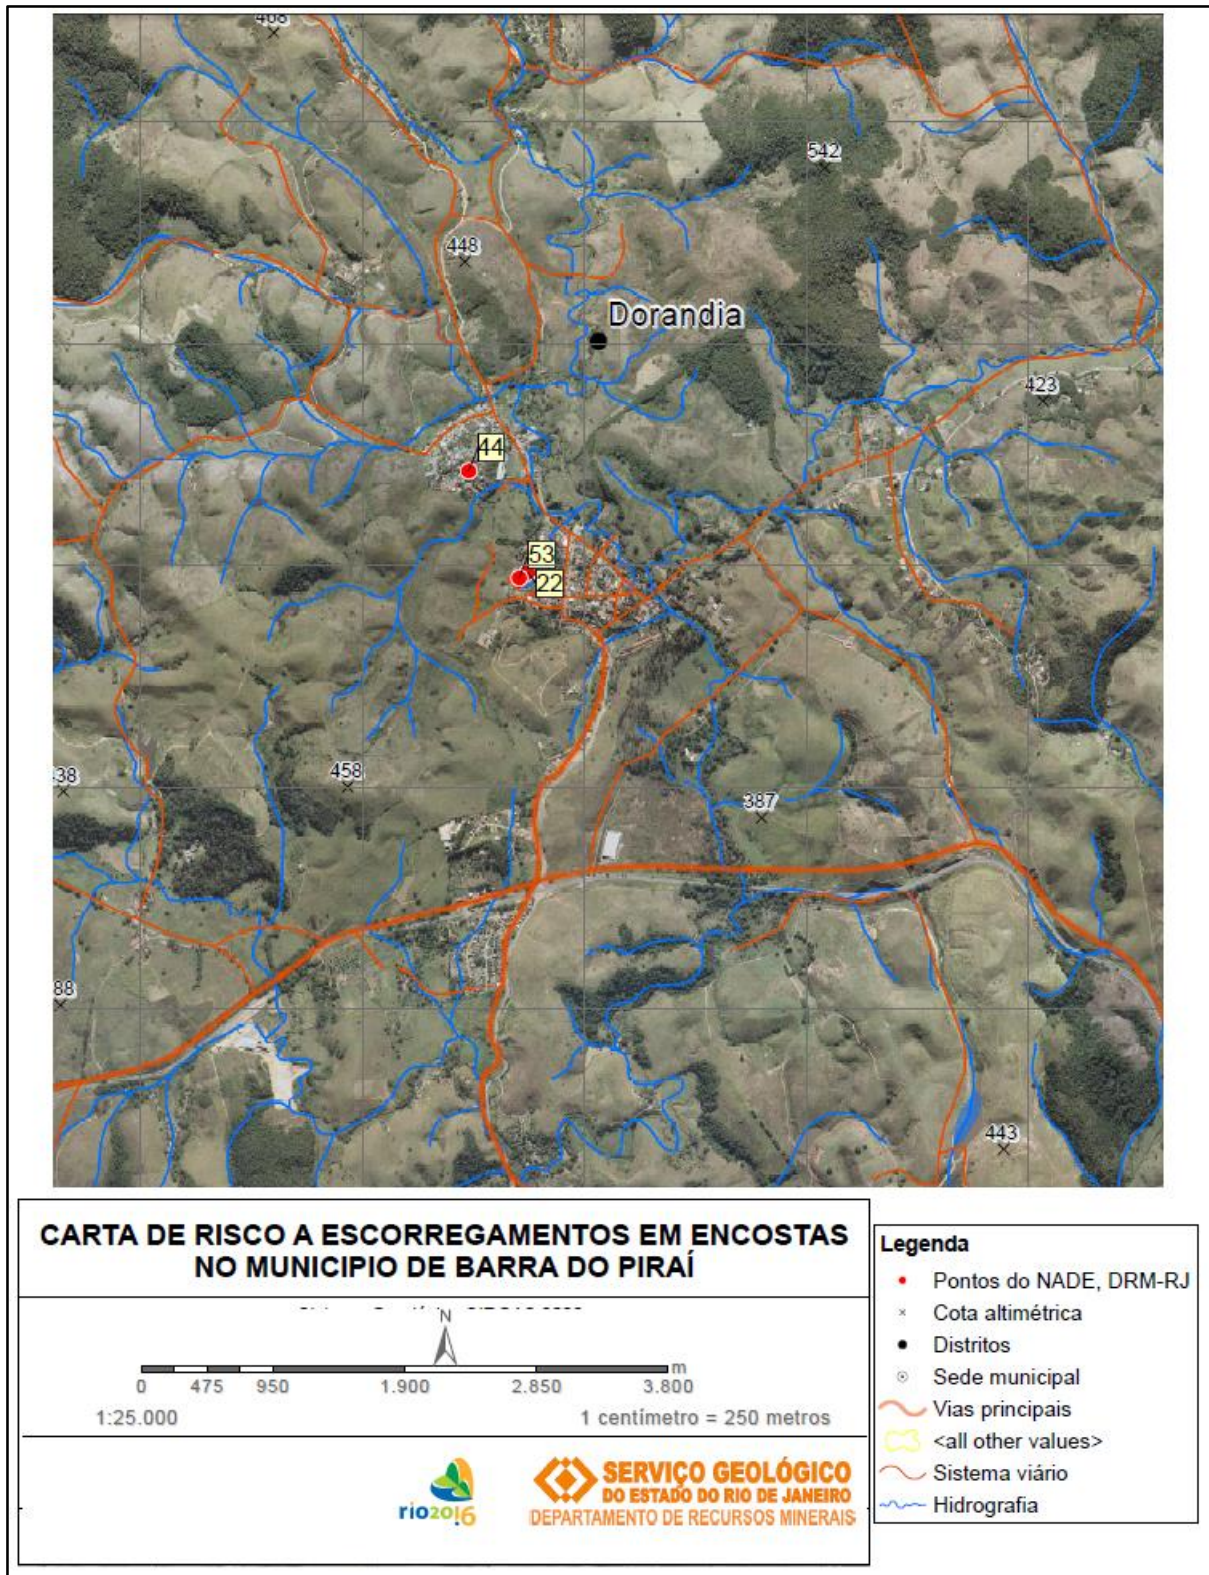 468
542
448
Dorandia
423
44
53
22
38
458
387
88
443
CARTA DE RISCO A ESCORREGAMENTOS EM ENCOSTAS
NO MUNICIPIO DE BARRA DO PIRAÍ
N
m
0 475 950 1.900 2.850 3.800
1:25.000 1 centímetro = 250 metros
rio2016
SERVIÇO GEOLÓGICO
DO ESTADO DO RIO DE JANEIRO
DEPARTAMENTO DE RECURSOS MINERAIS
Legenda
Pontos do NADE, DRM-RJ
Cota altimétrica
Distritos
Sede municipal
Vias principais
<all other values>
Sistema viário
Hidrografia